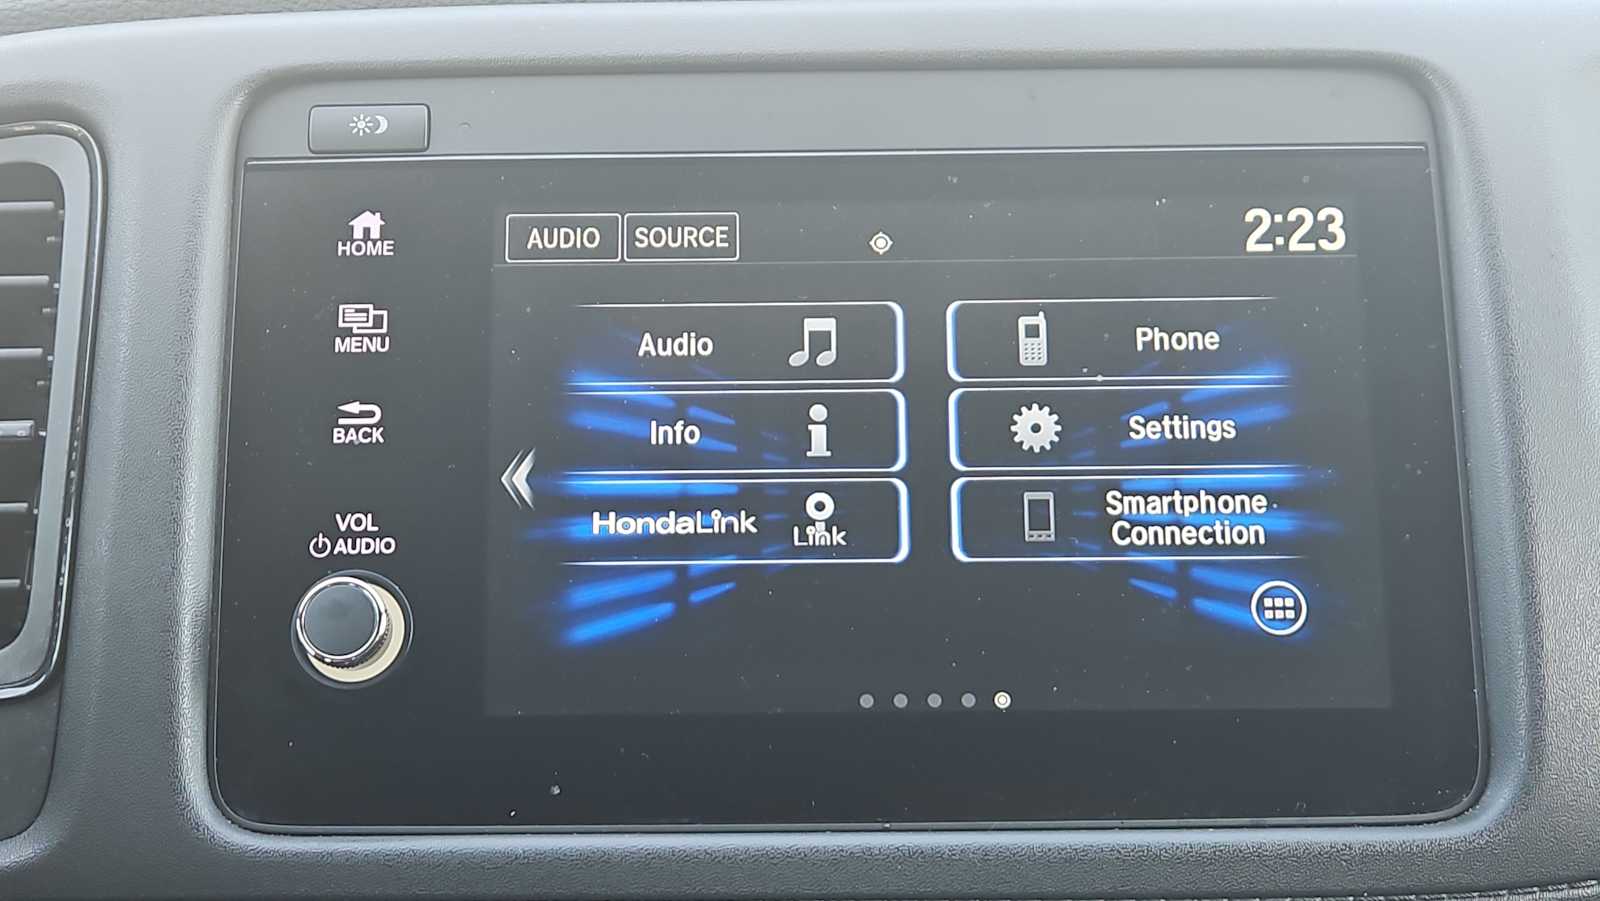 HOME
MENU
BACK
VOL
AUDIO
AUDIO SOURCE
2:23
Audio
Phone
Info
Settings
HondaLink
Link
Smartphone
Connection